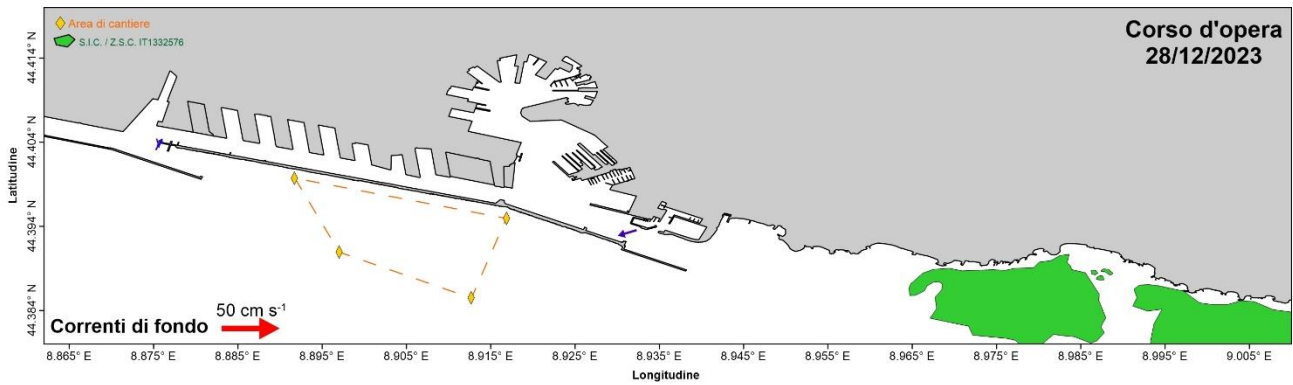 Area di cantiere
S.I.C. / Z.S.C. IT1332576
Corso d'opera
28/12/2023
44.414° N
44.404° N
44.394° N
44.384° N
Latitudine
Correnti di fondo
50 cm s⁻¹
8.865° E
8.875° E
8.885° E
8.895° E
8.905° E
8.915° E
8.925° E
8.935° E
8.945° E
8.955° E
8.965° E
8.975° E
8.985° E
8.995° E
9.005° E
Longitudine